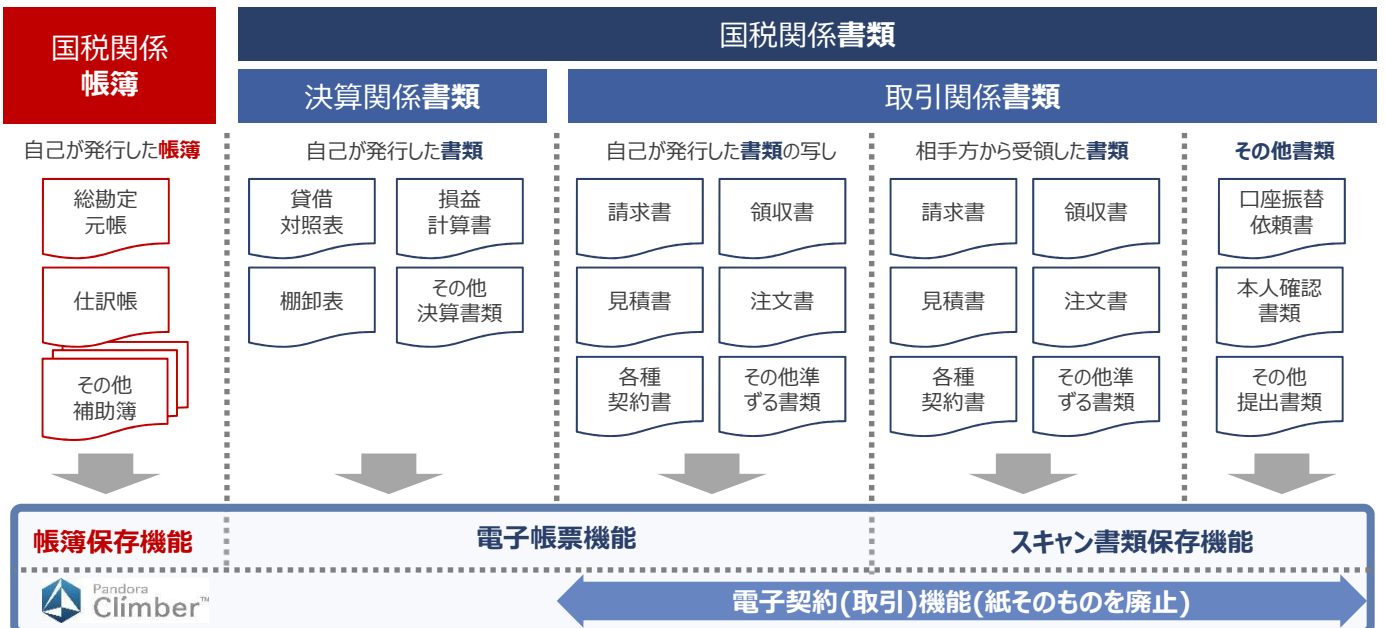 国税関係
帳簿
国税関係書類
決算関係書類
取引関係書類
自己が発行した帳簿
自己が発行した書類
自己が発行した書類の写し
相手方から受領した書類
その他書類
総勘定
元帳
仕訳帳
その他
補助簿
貸借
対照表
損益
計算書
棚卸表
その他
決算書類
請求書
領収書
見積書
注文書
各種
契約書
その他準
ずる書類
請求書
領収書
見積書
注文書
各種
契約書
その他準
ずる書類
口座振替
依頼書
本人確認
書類
その他
提出書類
帳簿保存機能
電子帳票機能
スキャン書類保存機能
Pandora
Climber™
電子契約(取引)機能(紙そのものを廃止)